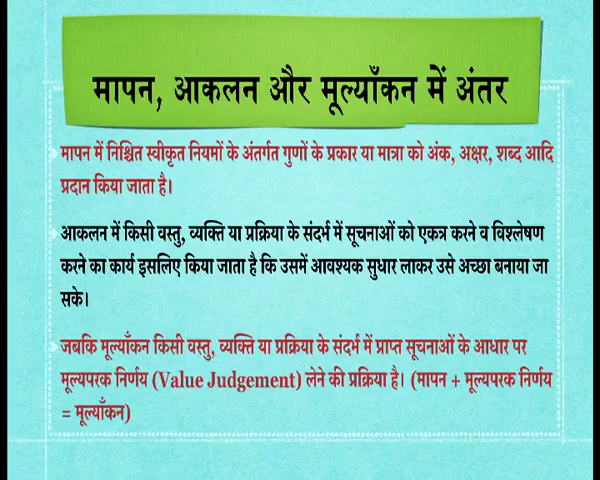 मापन, आकलन और मूल्याँकन में अंतर
मापन में निश्चित स्वीकृत नियमों के अंतर्गत गुणों के प्रकार या मात्रा को अंक, अक्षर, शब्द आदि
प्रदान किया जाता है।
आकलन में किसी वस्तु, व्यक्ति या प्रक्रिया के संदर्भ में सूचनाओं को एकत्र करने व विश्लेषण
करने का कार्य इसलिए किया जाता है कि उसमें आवश्यक सुधार लाकर उसे अच्छा बनाया जा
सके।
जबकि मूल्याँकन किसी वस्तु, व्यक्ति या प्रक्रिया के संदर्भ में प्राप्त सूचनाओं के आधार पर
मूल्यपरक निर्णय (Value Judgement) लेने की प्रक्रिया है। (मापन + मूल्यपरक निर्णय
= मूल्याँकन)